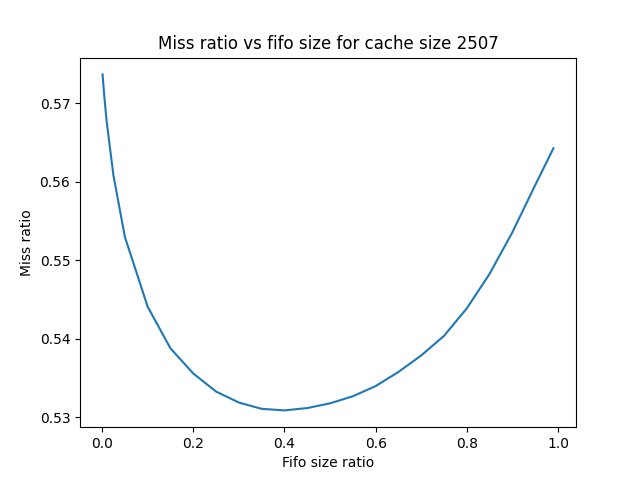 Miss ratio vs fifo size for cache size 2507
0.57
0.56
0.55
0.54
0.53
Miss ratio
0.0 0.2 0.4 0.6 0.8 1.0
Fifo size ratio